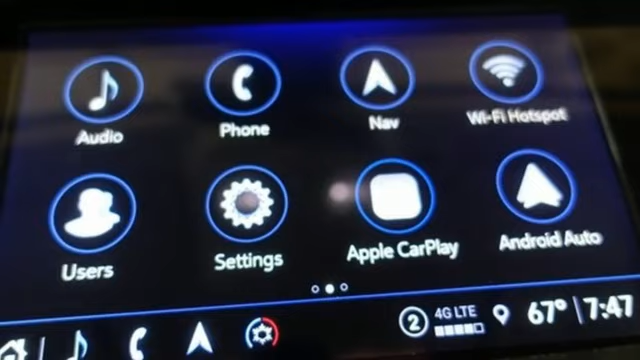 Audio
Phone
Nav
Wi-Fi Hotspot
Users
Settings
Apple CarPlay
Android Auto
2
4G LTE
67° 7:47